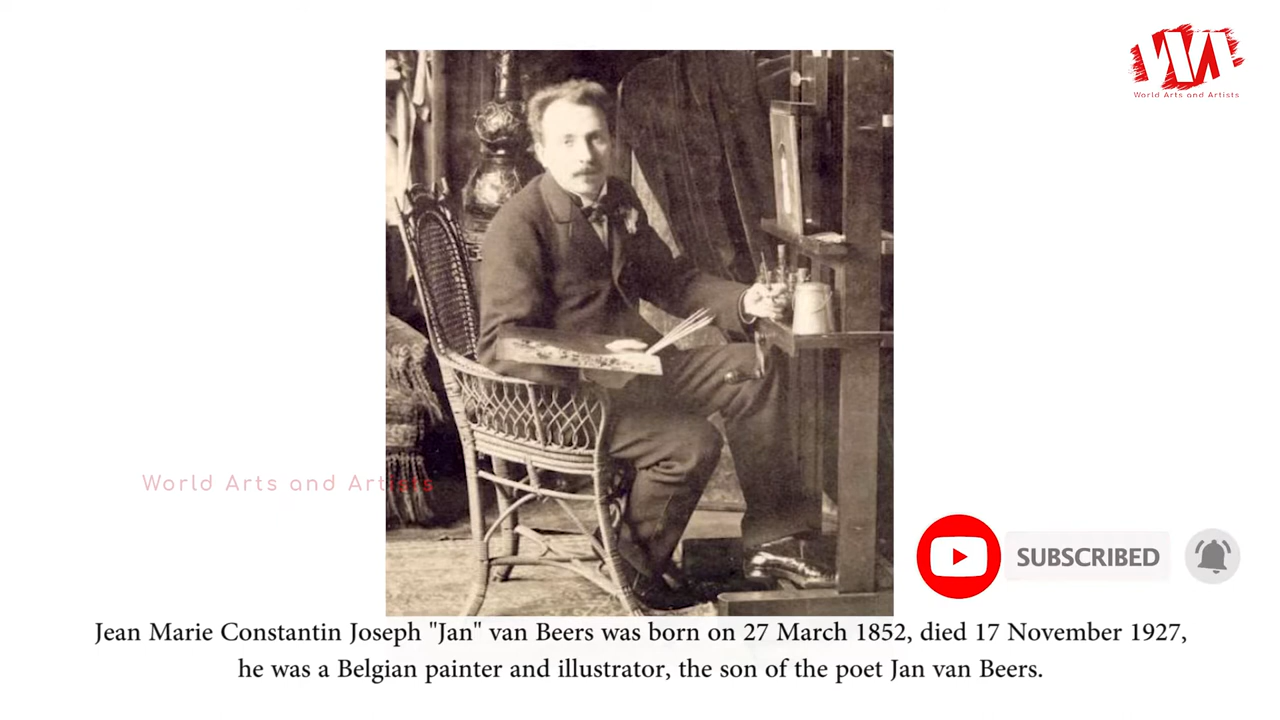 World Arts and Artists
World Arts and Artists
SUBSCRIBED
Jean Marie Constantin Joseph "Jan" van Beers was born on 27 March 1852, died 17 November 1927,
he was a Belgian painter and illustrator, the son of the poet Jan van Beers.